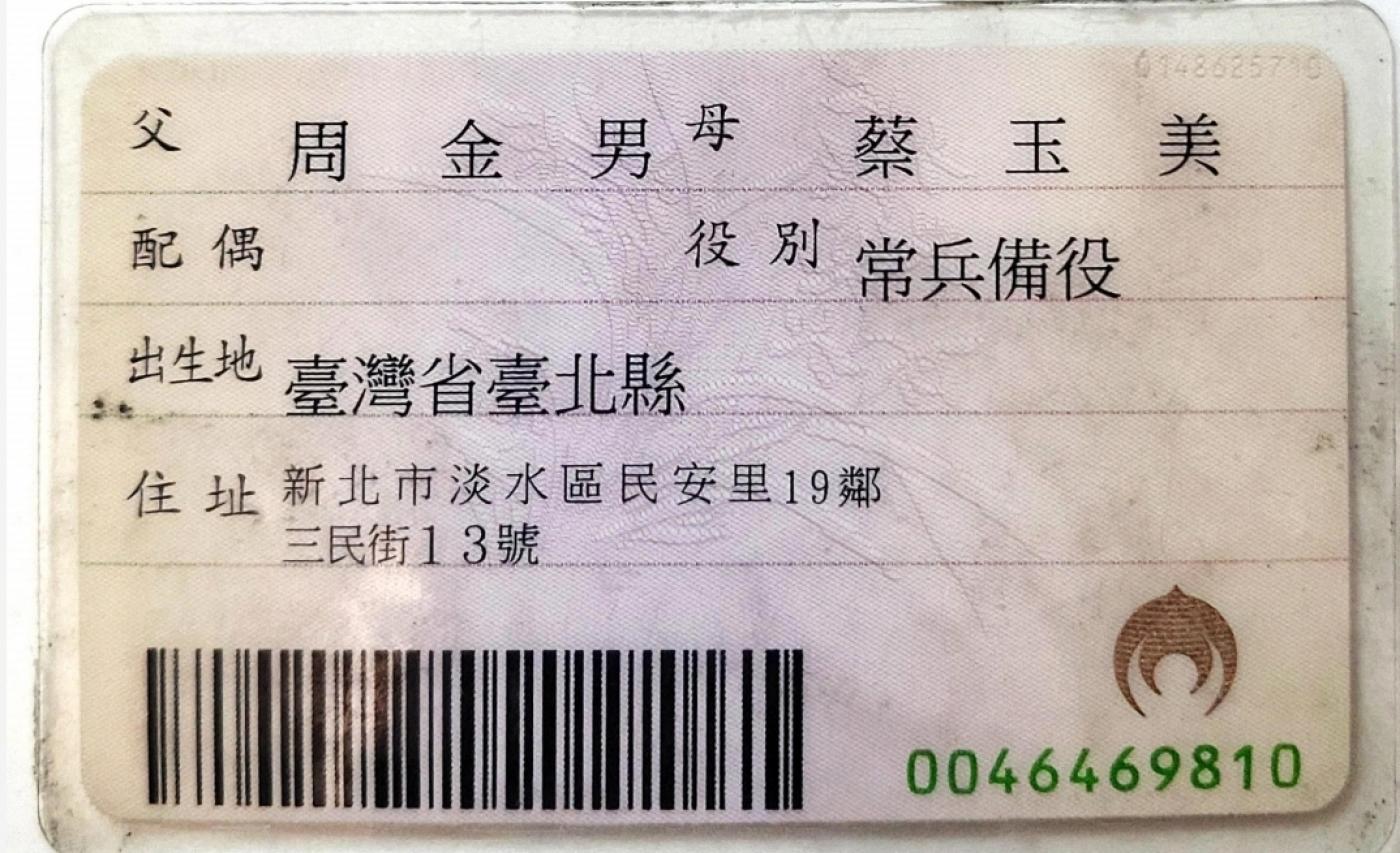 0148625710
父 周金男 母 蔡玉美
配偶 役別 常兵備役
出生地 臺灣省臺北縣
住址 新北市淡水區民安里19鄰
三民街13號
0046469810